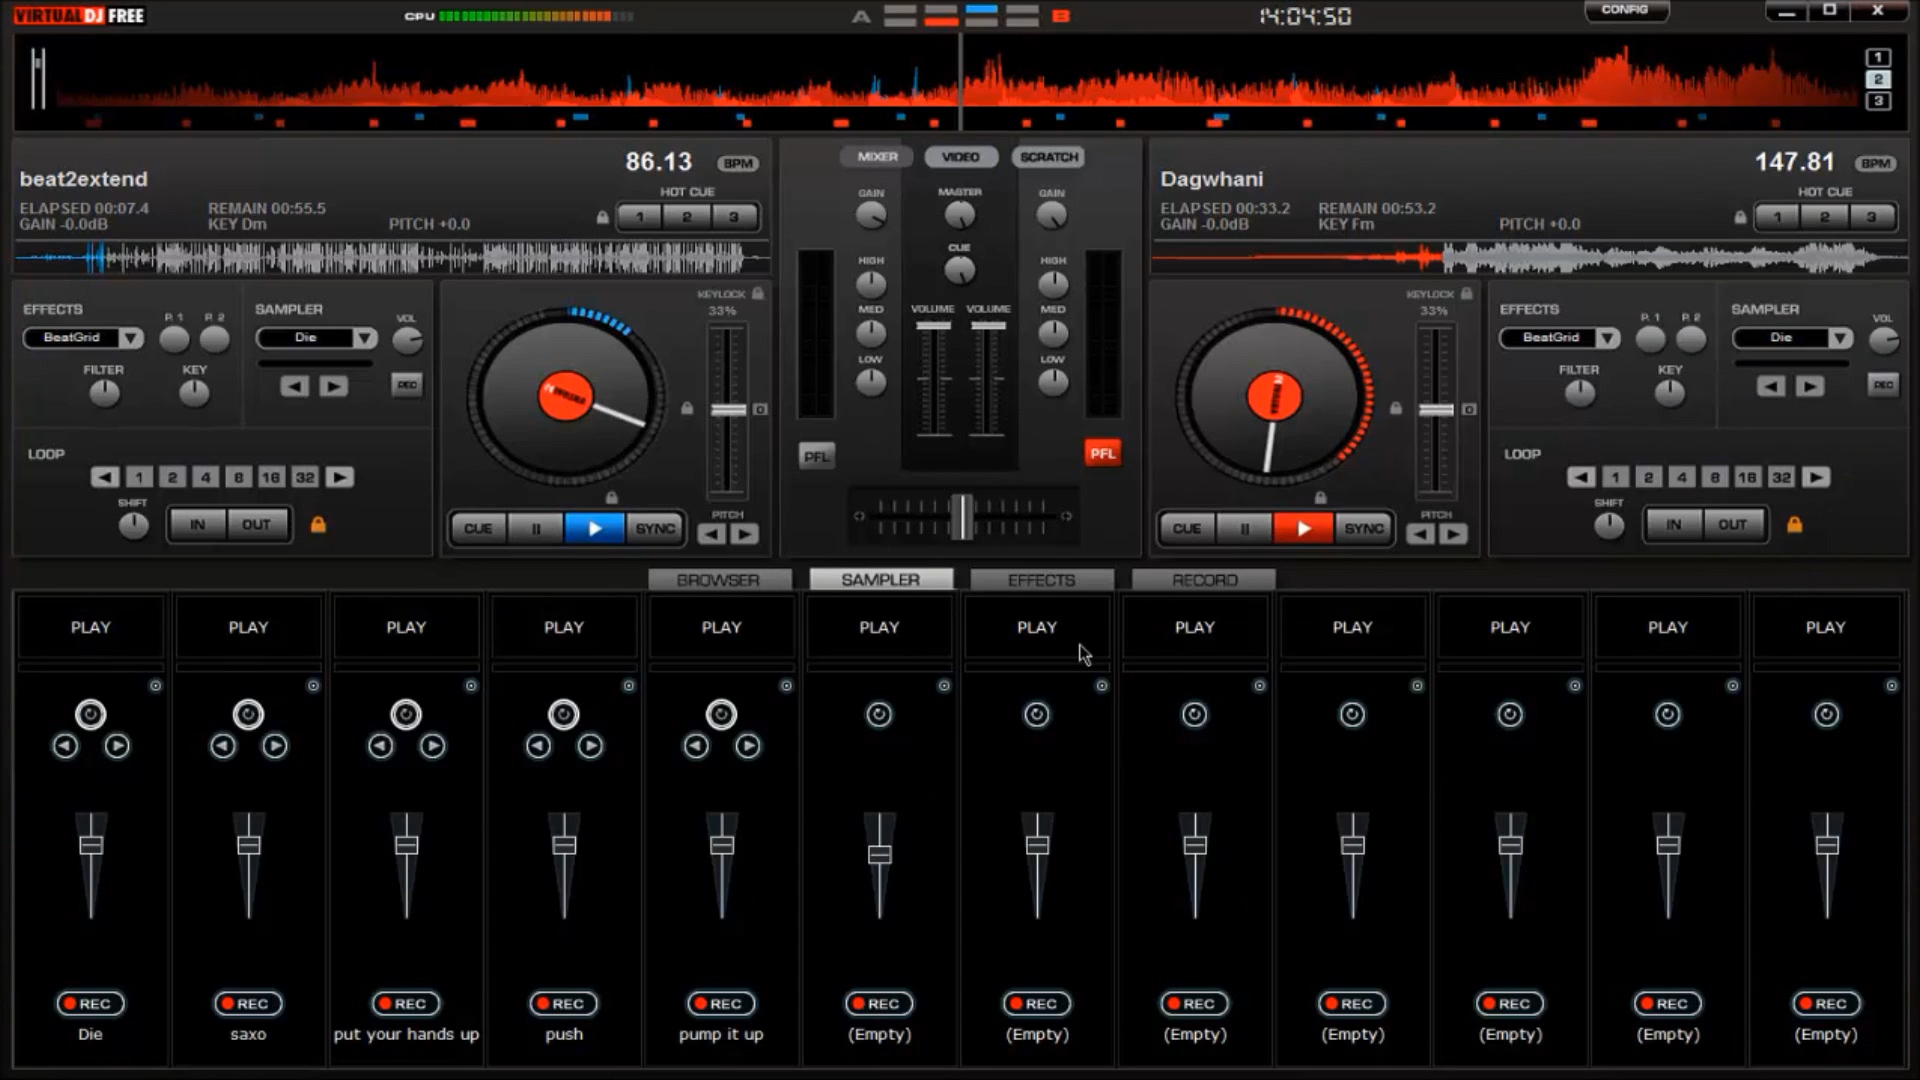 VIRTUAL DJ FREE
CPU
A
B
14:04:50
CONFIG
X
1
2
3
86.13 BPM
beat2extend
ELAPSED 00:07.4 REMAIN 00:55.5
GAIN -0.0dB KEY Dm PITCH +0.0
HOT CUE
1 2 3
MIXER VIDEO SCRATCH
GAIN MASTER GAIN
CUE
HIGH HIGH
MED VOLUME VOLUME MED
LOW LOW
PFL PFL
147.81 BPM
Dagwhani
ELAPSED 00:33.2 REMAIN 00:53.2
GAIN -0.0dB KEY Fm PITCH +0.0
HOT CUE
1 2 3
EFFECTS P. 1 P. 2
BeatGrid
FILTER KEY
SAMPLER VOL
Die
REC
LOOP
1 2 4 8 16 32
SHIFT
IN OUT
KEYLOCK
33%
CUE II SYNC
PITCH
KEYLOCK
33%
CUE II SYNC
PITCH
EFFECTS P. 1 P. 2
BeatGrid
FILTER KEY
SAMPLER VOL
Die
REC
LOOP
1 2 4 8 16 32
SHIFT
IN OUT
BROWSER SAMPLER EFFECTS RECORD
PLAY PLAY PLAY PLAY PLAY PLAY PLAY PLAY PLAY PLAY PLAY PLAY
REC REC REC REC REC REC REC REC REC REC REC REC
Die saxo put your hands up push pump it up (Empty) (Empty) (Empty) (Empty) (Empty) (Empty) (Empty)